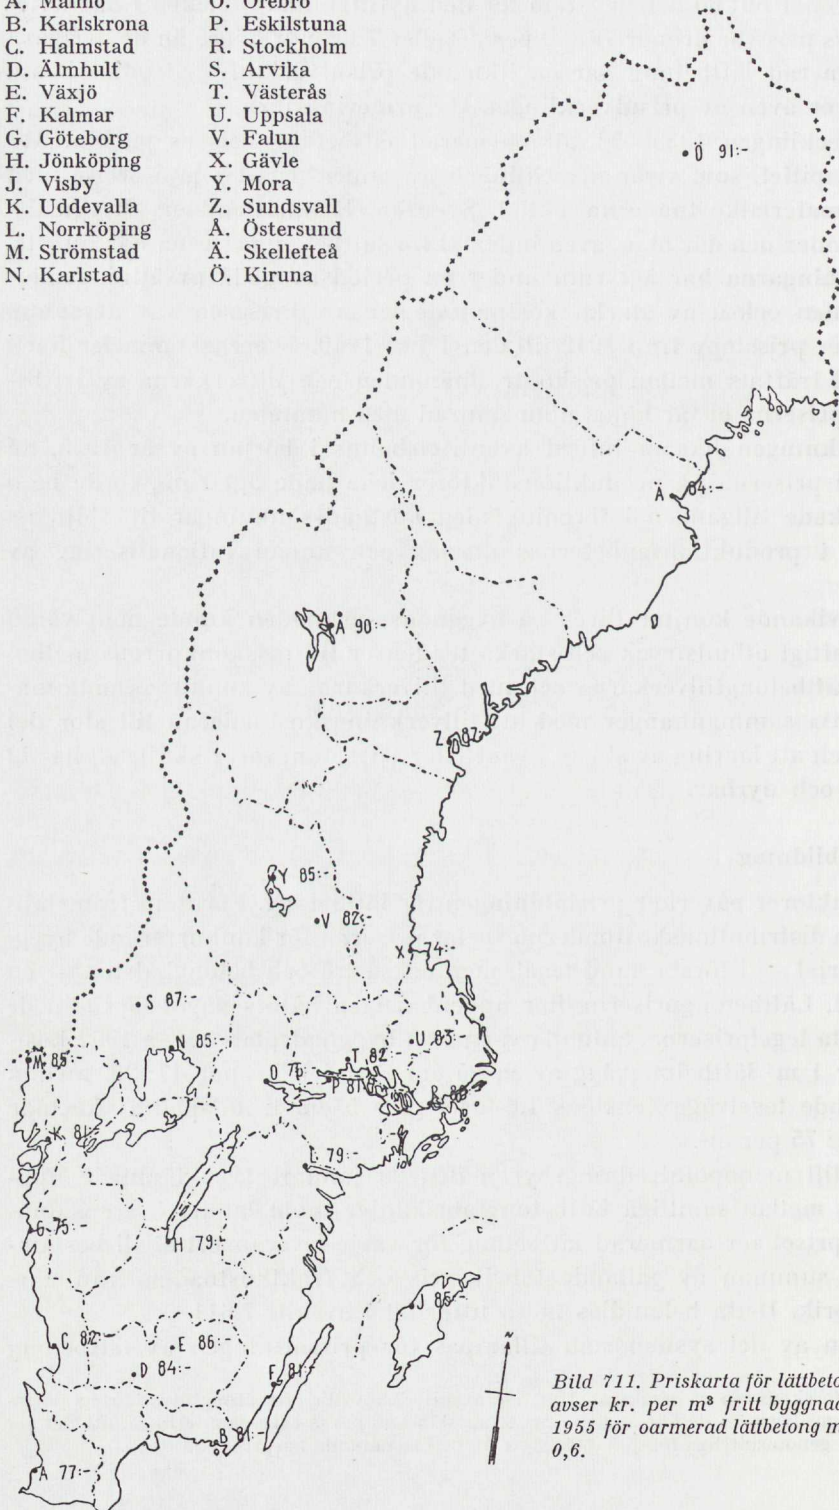 A. Malmö
B. Karlskrona
C. Halmstad
D. Älmhult
E. Växjö
F. Kalmar
G. Göteborg
H. Jönköping
J. Visby
K. Uddevalla
L. Norrköping
M. Strömstad
N. Karlstad
O. Örebro
P. Eskilstuna
R. Stockholm
S. Arvika
T. Västerås
U. Uppsala
V. Falun
X. Gävle
Y. Mora
Z. Sundsvall
Å. Östersund
Ä. Skellefteå
Ö. Kiruna
Ö 91:-
Ä 84:-
Å 90:-
Z
Y 85:-
V 82:-
X 74:-
S 87:-
N 85:-
M 85:-
U 83:-
T 82:-
K 81:-
L 79:-
G 75:-
H 79:-
J 85:-
C 82:-
E 86:-
D 84:-
F 81:-
B 81:-
A 77:-
Bild 711. Priskarta för lättbeto
avser kr. per m³ fritt byggnad
1955 för oarmerad lättbetong m
0,6.